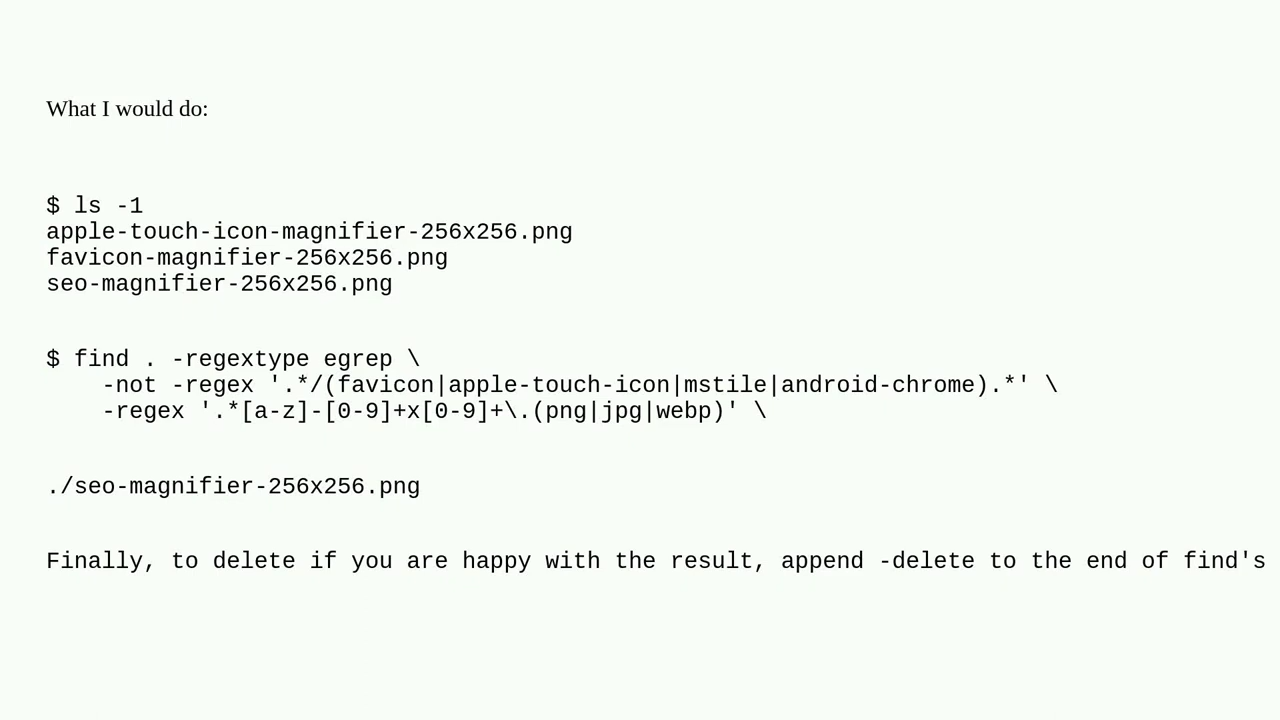 What I would do:
$ ls -1
apple-touch-icon-magnifier-256x256.png
favicon-magnifier-256x256.png
seo-magnifier-256x256.png
$ find . -regextype egrep \
    -not -regex '.*/(favicon|apple-touch-icon|mstile|android-chrome).*' \
    -regex '.*[a-z]-[0-9]+x[0-9]+\.(png|jpg|webp)' \
./seo-magnifier-256x256.png
Finally, to delete if you are happy with the result, append -delete to the end of find's